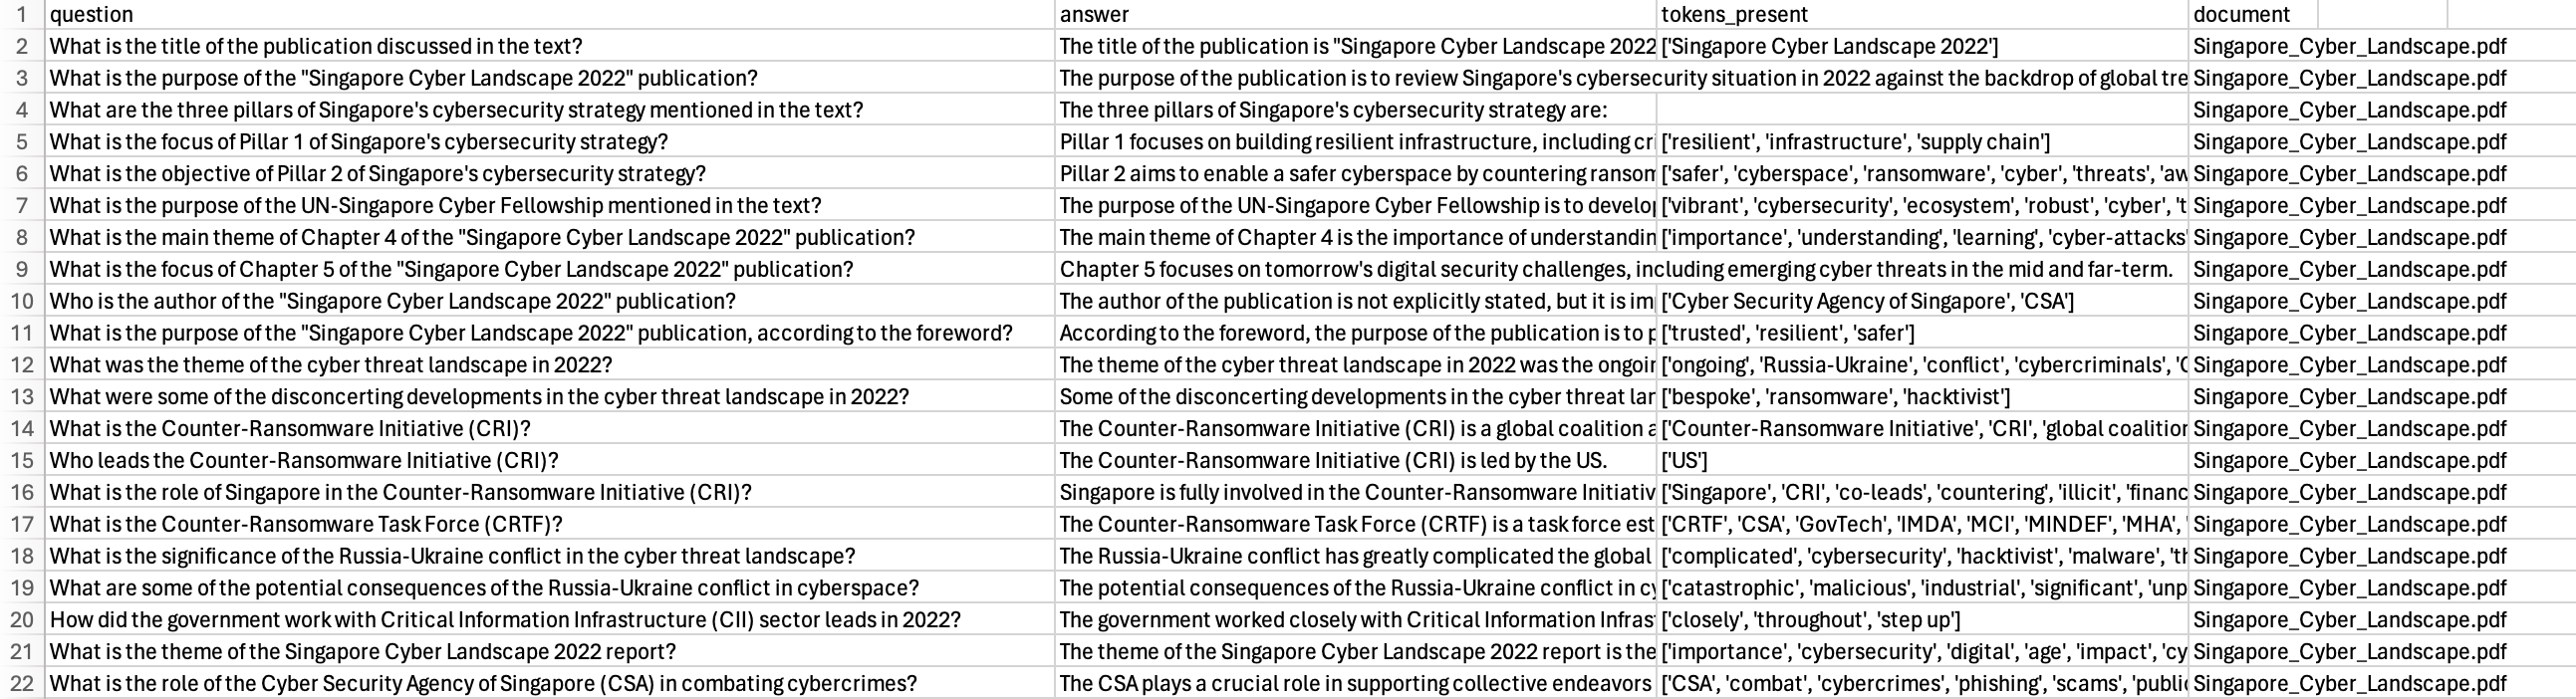 1 question answer tokens_present document
2 What is the title of the publication discussed in the text? The title of the publication is "Singapore Cyber Landscape 2022 ['Singapore Cyber Landscape 2022'] Singapore_Cyber_Landscape.pdf
3 What is the purpose of the "Singapore Cyber Landscape 2022" publication? The purpose of the publication is to review Singapore's cybersecurity situation in 2022 against the backdrop of global tre Singapore_Cyber_Landscape.pdf
4 What are the three pillars of Singapore's cybersecurity strategy mentioned in the text? The three pillars of Singapore's cybersecurity strategy are: Singapore_Cyber_Landscape.pdf
5 What is the focus of Pillar 1 of Singapore's cybersecurity strategy? Pillar 1 focuses on building resilient infrastructure, including cri ['resilient', 'infrastructure', 'supply chain'] Singapore_Cyber_Landscape.pdf
6 What is the objective of Pillar 2 of Singapore's cybersecurity strategy? Pillar 2 aims to enable a safer cyberspace by countering ransom ['safer', 'cyberspace', 'ransomware', 'cyber', 'threats', 'aw Singapore_Cyber_Landscape.pdf
7 What is the purpose of the UN-Singapore Cyber Fellowship mentioned in the text? The purpose of the UN-Singapore Cyber Fellowship is to develop ['vibrant', 'cybersecurity', 'ecosystem', 'robust', 'cyber', 't Singapore_Cyber_Landscape.pdf
8 What is the main theme of Chapter 4 of the "Singapore Cyber Landscape 2022" publication? The main theme of Chapter 4 is the importance of understandin ['importance', 'understanding', 'learning', 'cyber-attacks' Singapore_Cyber_Landscape.pdf
9 What is the focus of Chapter 5 of the "Singapore Cyber Landscape 2022" publication? Chapter 5 focuses on tomorrow's digital security challenges, including emerging cyber threats in the mid and far-term. Singapore_Cyber_Landscape.pdf
10 Who is the author of the "Singapore Cyber Landscape 2022" publication? The author of the publication is not explicitly stated, but it is im ['Cyber Security Agency of Singapore', 'CSA'] Singapore_Cyber_Landscape.pdf
11 What is the purpose of the "Singapore Cyber Landscape 2022" publication, according to the foreword? According to the foreword, the purpose of the publication is to p ['trusted', 'resilient', 'safer'] Singapore_Cyber_Landscape.pdf
12 What was the theme of the cyber threat landscape in 2022? The theme of the cyber threat landscape in 2022 was the ongoin ['ongoing', 'Russia-Ukraine', 'conflict', 'cybercriminals', 'C Singapore_Cyber_Landscape.pdf
13 What were some of the disconcerting developments in the cyber threat landscape in 2022? Some of the disconcerting developments in the cyber threat lan ['bespoke', 'ransomware', 'hacktivist'] Singapore_Cyber_Landscape.pdf
14 What is the Counter-Ransomware Initiative (CRI)? The Counter-Ransomware Initiative (CRI) is a global coalition a ['Counter-Ransomware Initiative', 'CRI', 'global coalition Singapore_Cyber_Landscape.pdf
15 Who leads the Counter-Ransomware Initiative (CRI)? The Counter-Ransomware Initiative (CRI) is led by the US. ['US'] Singapore_Cyber_Landscape.pdf
16 What is the role of Singapore in the Counter-Ransomware Initiative (CRI)? Singapore is fully involved in the Counter-Ransomware Initiativ ['Singapore', 'CRI', 'co-leads', 'countering', 'illicit', 'financ Singapore_Cyber_Landscape.pdf
17 What is the Counter-Ransomware Task Force (CRTF)? The Counter-Ransomware Task Force (CRTF) is a task force est ['CRTF', 'CSA', 'GovTech', 'IMDA', 'MCI', 'MINDEF', 'MHA', ' Singapore_Cyber_Landscape.pdf
18 What is the significance of the Russia-Ukraine conflict in the cyber threat landscape? The Russia-Ukraine conflict has greatly complicated the global ['complicated', 'cybersecurity', 'hacktivist', 'malware', 'th Singapore_Cyber_Landscape.pdf
19 What are some of the potential consequences of the Russia-Ukraine conflict in cyberspace? The potential consequences of the Russia-Ukraine conflict in cy ['catastrophic', 'malicious', 'industrial', 'significant', 'unp Singapore_Cyber_Landscape.pdf
20 How did the government work with Critical Information Infrastructure (CII) sector leads in 2022? The government worked closely with Critical Information Infras ['closely', 'throughout', 'step up'] Singapore_Cyber_Landscape.pdf
21 What is the theme of the Singapore Cyber Landscape 2022 report? The theme of the Singapore Cyber Landscape 2022 report is the ['importance', 'cybersecurity', 'digital', 'age', 'impact', 'cy Singapore_Cyber_Landscape.pdf
22 What is the role of the Cyber Security Agency of Singapore (CSA) in combating cybercrimes? The CSA plays a crucial role in supporting collective endeavors ['CSA', 'combat', 'cybercrimes', 'phishing', 'scams', 'public Singapore_Cyber_Landscape.pdf